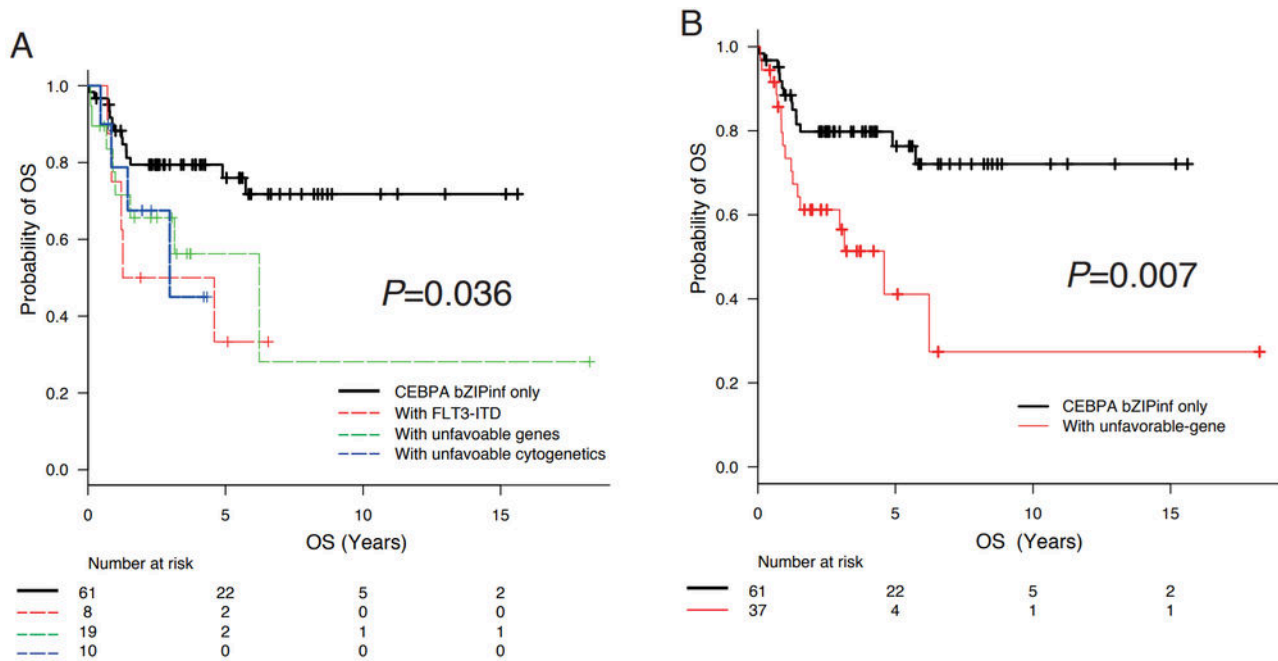 A
1.0
0.8
0.6
0.4
0.2
0.0
Probability of OS
P=0.036
CEBPA bZIPinf only
With FLT3-ITD
With unfavoable genes
With unfavoable cytogenetics
0 5 10 15
OS (Years)
Number at risk
61 22 5 2
8 2 0 0
19 2 1 1
10 0 0 0
B
1.0
0.8
0.6
0.4
0.2
0.0
Probability of OS
P=0.007
CEBPA bZIPinf only
With unfavorable-gene
0 5 10 15
OS (Years)
Number at risk
61 22 5 2
37 4 1 1